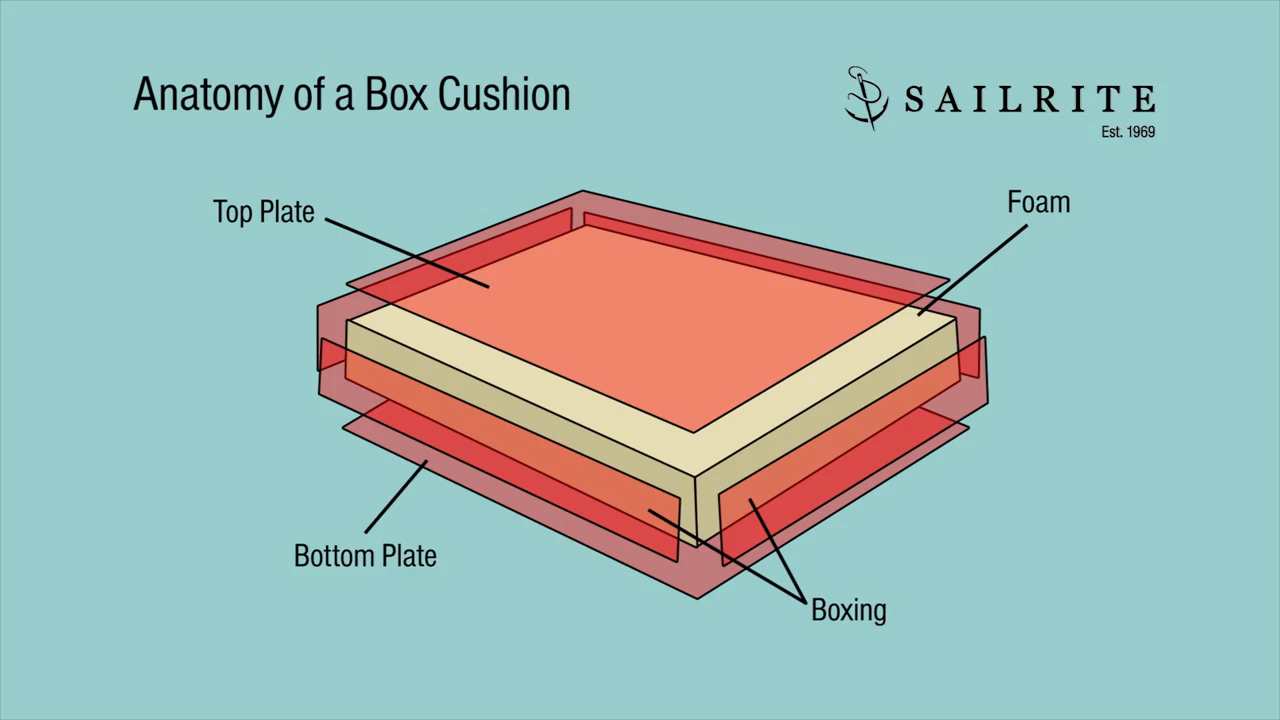 Anatomy of a Box Cushion
SAILRITE
Est. 1969
Top Plate
Foam
Bottom Plate
Boxing